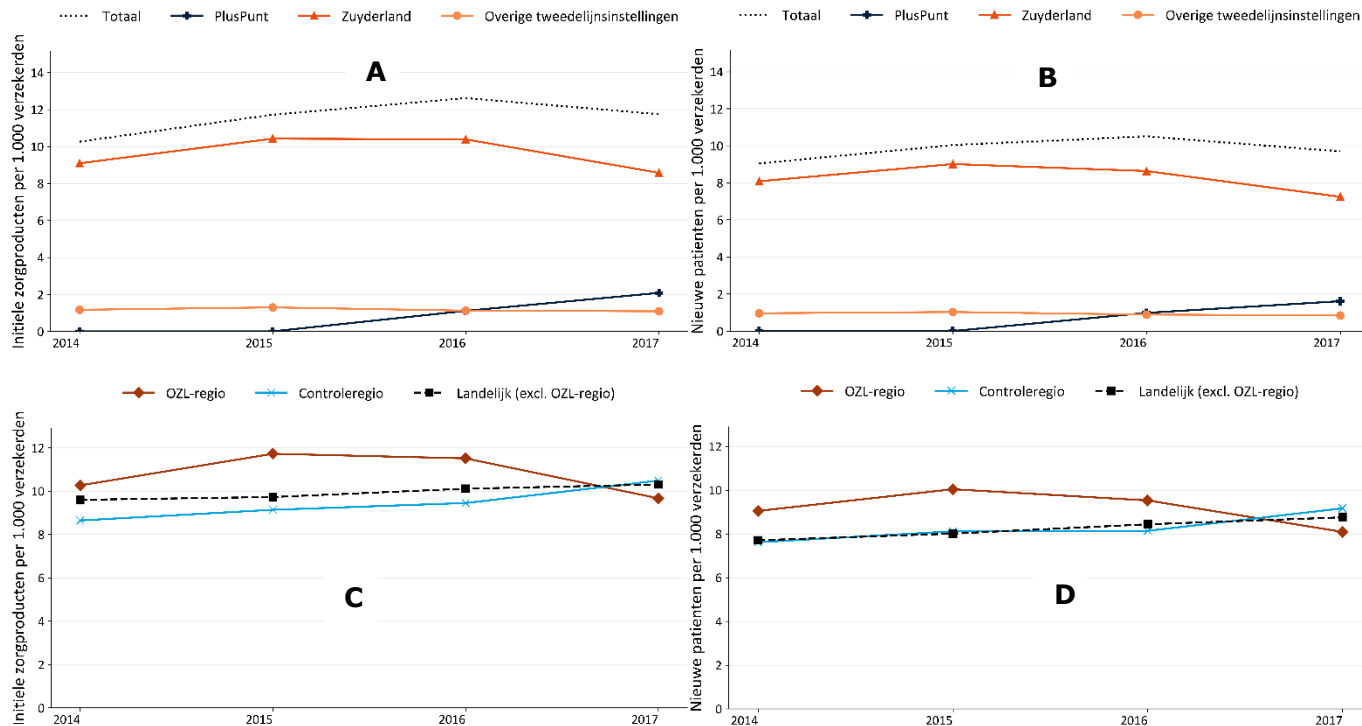 Totaal PlusPunt Zuyderland Overige tweedelijnsinstellingen
Initiele zorgproducten per 1.000 verzekerden
A
14
12
10
8
6
4
2
0
2014 2015 2016 2017
Totaal PlusPunt Zuyderland Overige tweedelijnsinstellingen
Nieuwe patienten per 1.000 verzekerden
B
14
12
10
8
6
4
2
0
2014 2015 2016 2017
OZL-regio Controleregio Landelijk (excl. OZL-regio)
Initiele zorgproducten per 1.000 verzekerden
C
12
10
8
6
4
2
0
2014 2015 2016 2017
OZL-regio Controleregio Landelijk (excl. OZL-regio)
Nieuwe patienten per 1.000 verzekerden
D
12
10
8
6
4
2
0
2014 2015 2016 2017